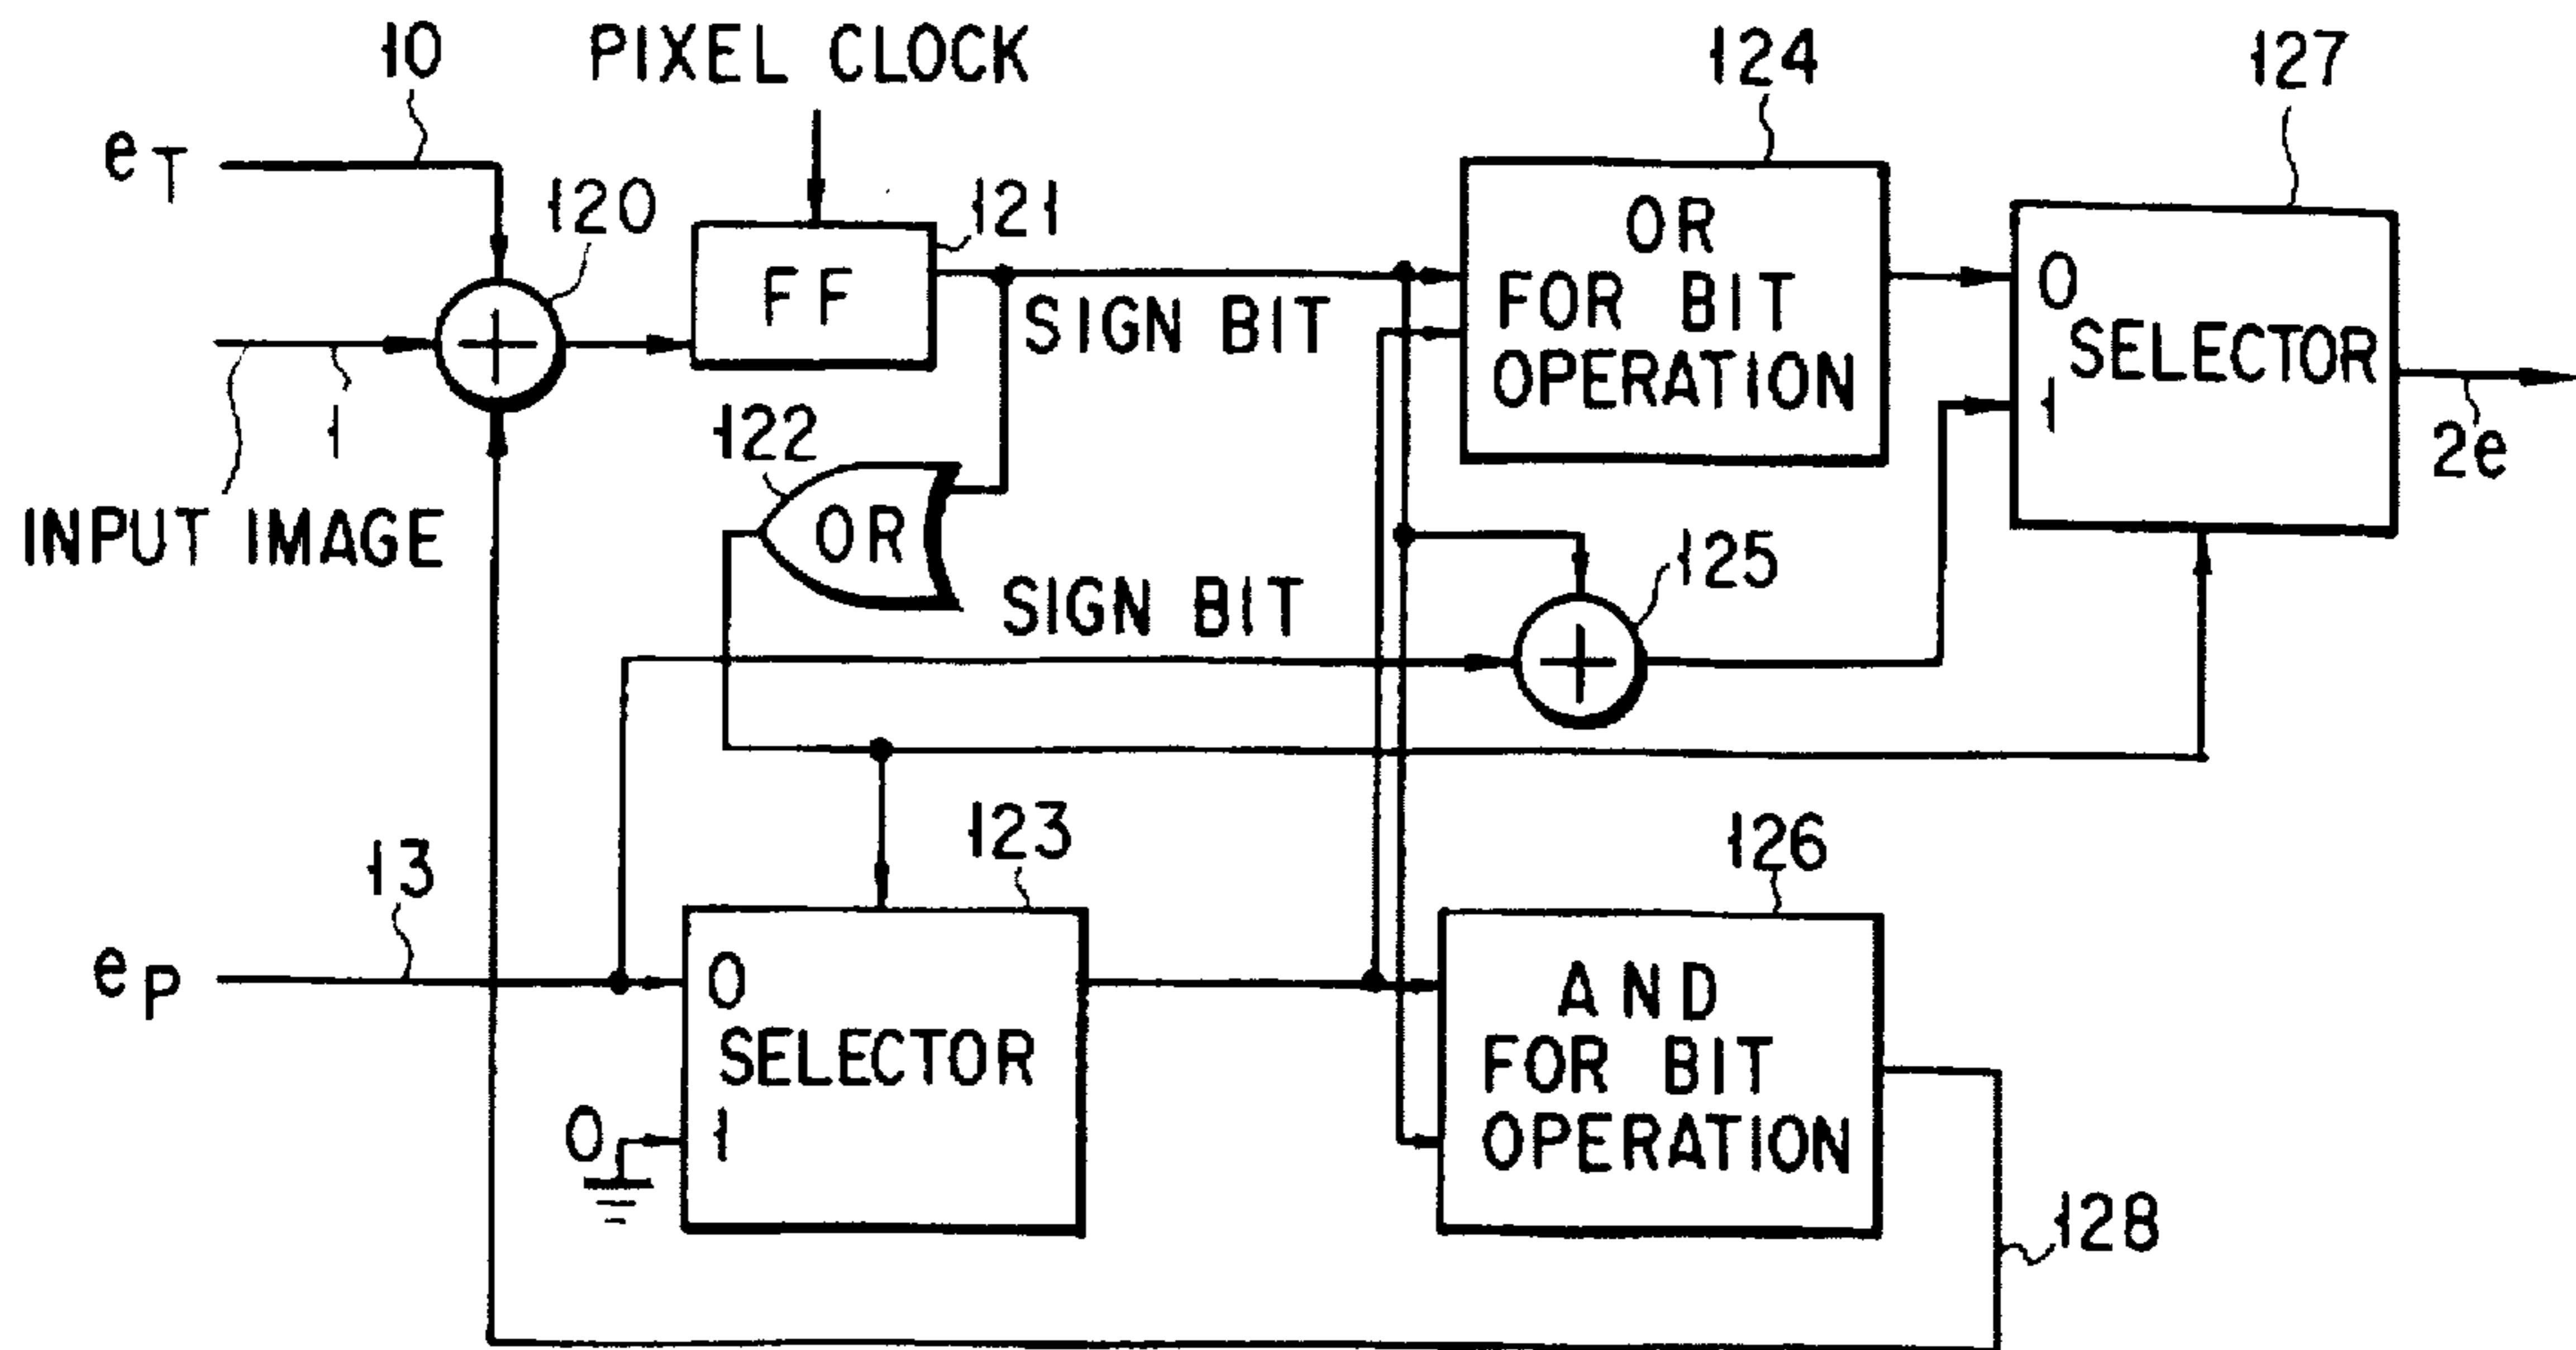 10
PIXEL CLOCK
124
127
eT
120
121
FF
SIGN BIT
OR
FOR BIT
OPERATION
0
SELECTOR
1
2e
1
INPUT IMAGE
122
OR
SIGN BIT
125
13
123
126
eP
0
SELECTOR
0
1
AND
FOR BIT
OPERATION
128